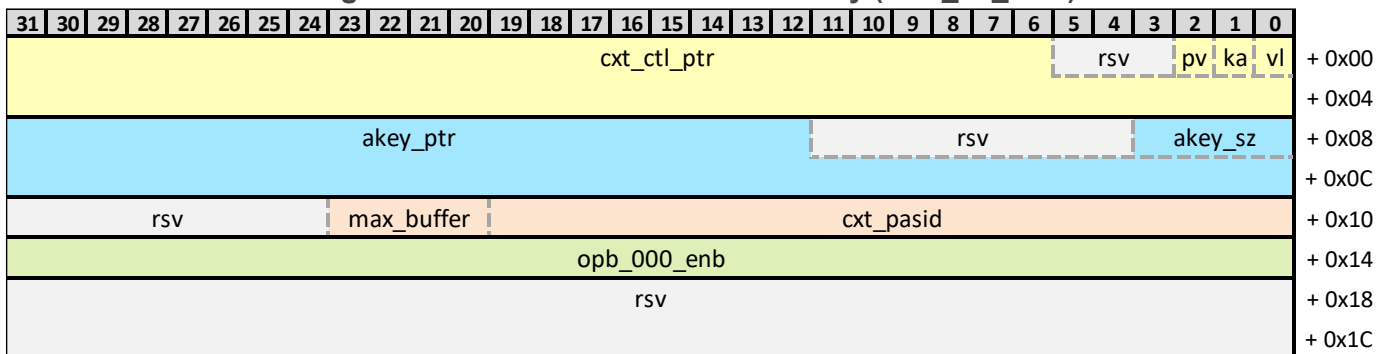 31 30 29 28 27 26 25 24 23 22 21 20 19 18 17 16 15 14 13 12 11 10 9 8 7 6 5 4 3 2 1 0
cxt_ctl_ptr rsv pv ka vl + 0x00
+ 0x04
akey_ptr rsv akey_sz + 0x08
+ 0x0C
rsv max_buffer cxt_pasid + 0x10
opb_000_enb + 0x14
rsv + 0x18
+ 0x1C